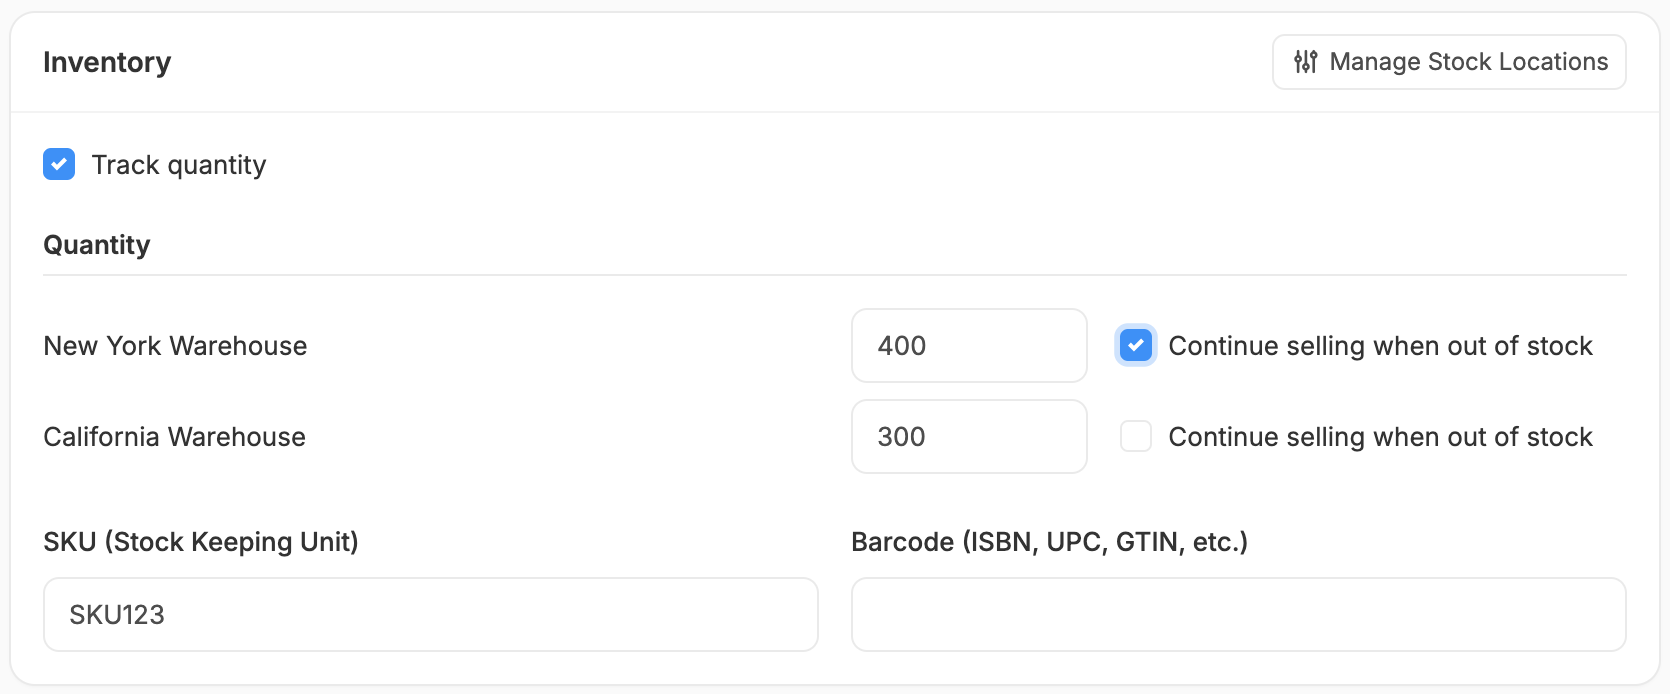 Inventory
Manage Stock Locations
Track quantity
Quantity
New York Warehouse
400
Continue selling when out of stock
California Warehouse
300
Continue selling when out of stock
SKU (Stock Keeping Unit)
Barcode (ISBN, UPC, GTIN, etc.)
SKU123